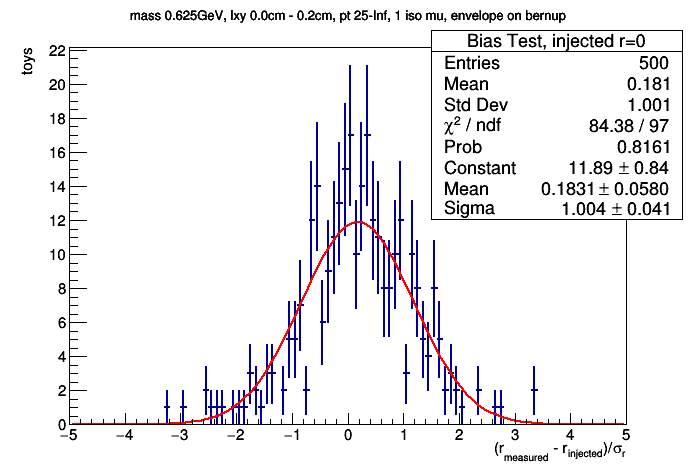 mass 0.625GeV, lxy 0.0cm - 0.2cm, pt 25-Inf, 1 iso mu, envelope on bernup
Bias Test, injected r=0
Entries 500
Mean 0.181
Std Dev 1.001
χ² / ndf 84.38 / 97
Prob 0.8161
Constant 11.89 ± 0.84
Mean 0.1831 ± 0.0580
Sigma 1.004 ± 0.041
toys
22
20
18
16
14
12
10
8
6
4
2
0
−5 −4 −3 −2 −1 0 1 2 3 4 5
(r_measured - r_injected)/σ_r